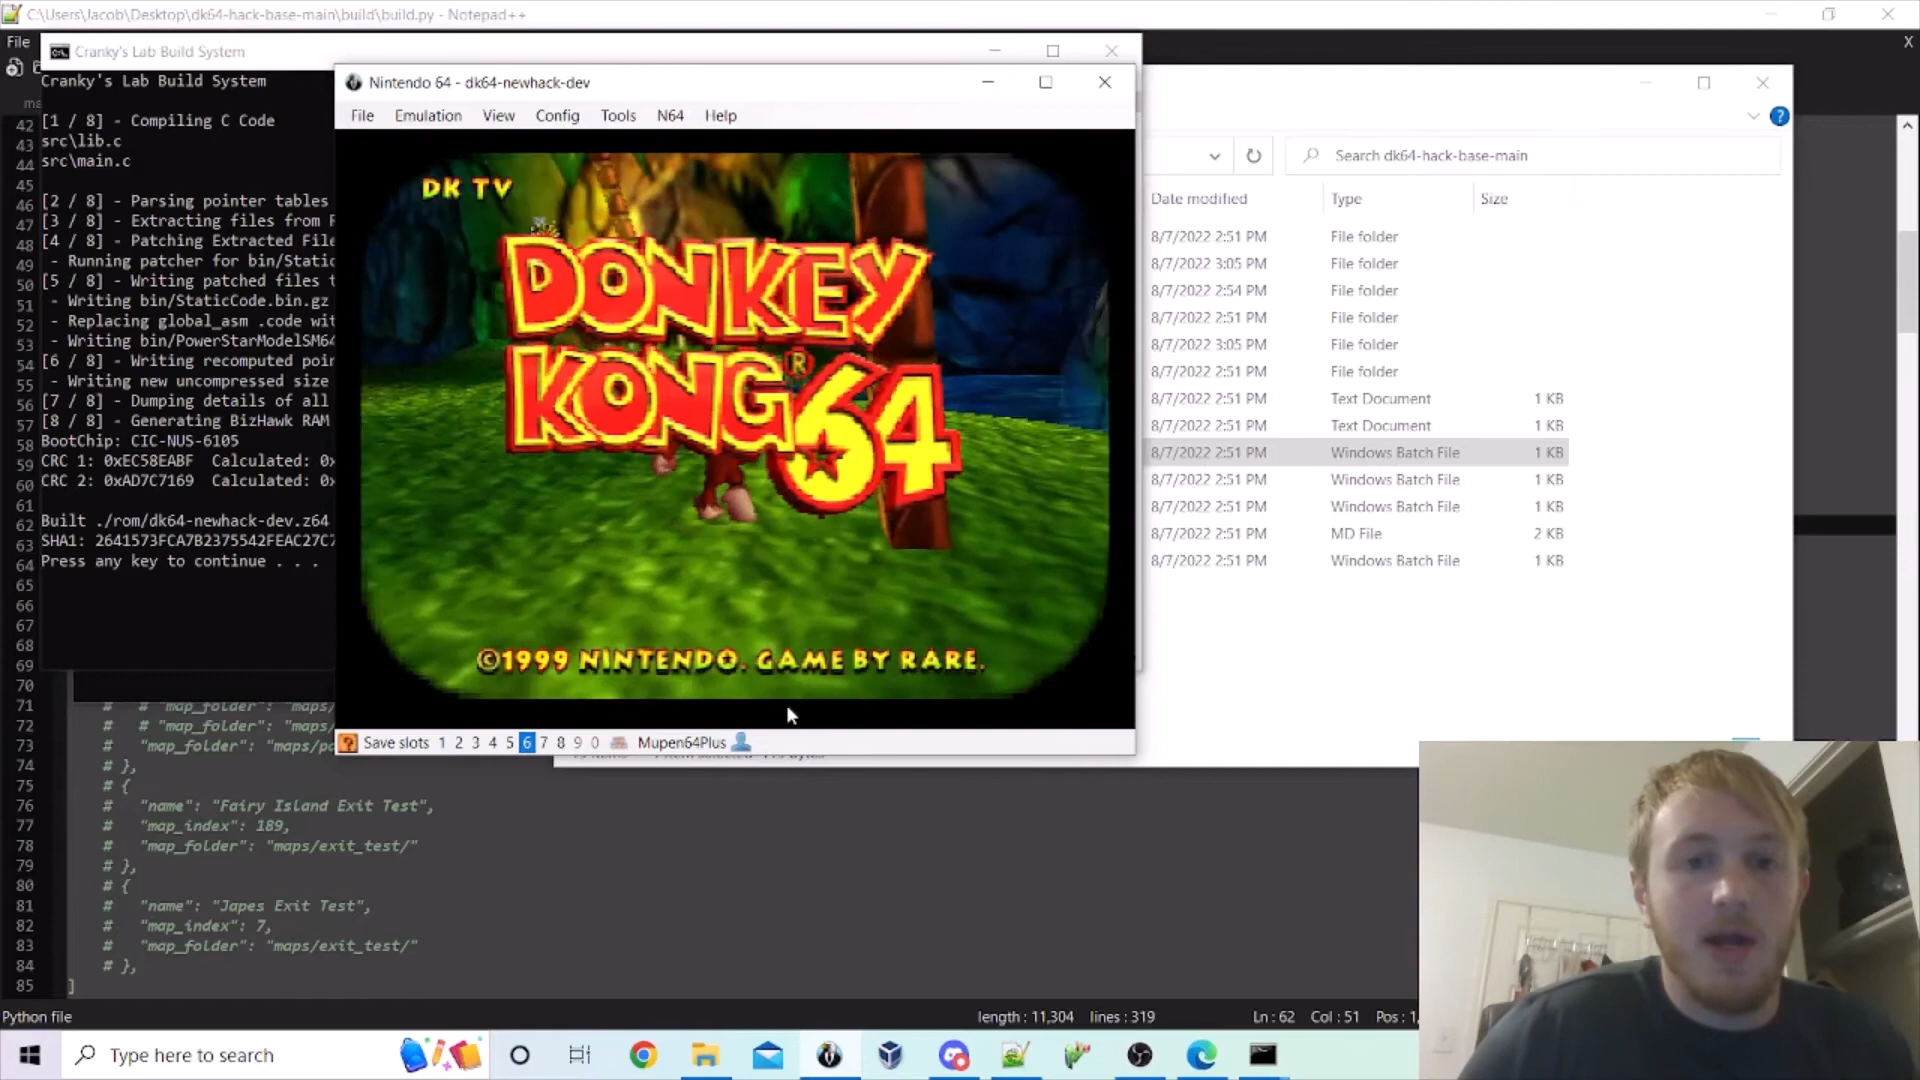 C:\Users\Jacob\Desktop\dk64-hack-base-main\build\build.py - Notepad++
File
X
Cranky's Lab Build System
Cranky's Lab Build System
[1 / 8] - Compiling C Code
src\lib.c
src\main.c
[2 / 8] - Parsing pointer tables
[3 / 8] - Extracting files from
[4 / 8] - Patching Extracted File
- Running patcher for bin/Static
[5 / 8] - Writing patched files t
- Writing bin/StaticCode.bin.gz
- Replacing global_asm .code wit
- Writing bin/PowerStarModelSM64
[6 / 8] - Writing recomputed poi
- Writing new uncompressed size
[7 / 8] - Dumping details of all
[8 / 8] - Generating BizHawk RAM
BootChip: CIC-NUS-6105
CRC 1: 0xEC58EABF Calculated: 0x
CRC 2: 0xAD7C7169 Calculated: 0x
Built ./rom/dk64-newhack-dev.z64
SHA1: 2641573FCA7B2375542FEAC27C7
Press any key to continue . . .
Nintendo 64 - dk64-newhack-dev
File Emulation View Config Tools N64 Help
DK TV
DONKEY
KONG® 64
©1999 NINTENDO. GAME BY RARE.
Save slots 1 2 3 4 5 6 7 8 9 0 Mupen64Plus
Search dk64-hack-base-main
Date modified Type Size
8/7/2022 2:51 PM File folder
8/7/2022 3:05 PM File folder
8/7/2022 2:54 PM File folder
8/7/2022 2:51 PM File folder
8/7/2022 3:05 PM File folder
8/7/2022 2:51 PM File folder
8/7/2022 2:51 PM Text Document 1 KB
8/7/2022 2:51 PM Text Document 1 KB
8/7/2022 2:51 PM Windows Batch File 1 KB
8/7/2022 2:51 PM Windows Batch File 1 KB
8/7/2022 2:51 PM Windows Batch File 1 KB
8/7/2022 2:51 PM MD File 2 KB
8/7/2022 2:51 PM Windows Batch File 1 KB
42
43
44
45
46
47
48
49
50
51
52
53
54
55
56
57
58
59
60
61
62
63
64
65
66
67
68
69
70
71 # # "map_folder": "maps/
72 # # "map_folder": "maps/
73 # "map_folder": "maps/po
74 # },
75 # {
76 # "name": "Fairy Island Exit Test",
77 # "map_index": 189,
78 # "map_folder": "maps/exit_test/"
79 # },
80 # {
81 # "name": "Japes Exit Test",
82 # "map_index": 7,
83 # "map_folder": "maps/exit_test/"
84 # },
85 ]
Python file length : 11,304 lines : 319 Ln : 62 Col : 51 Pos : 1,
Type here to search